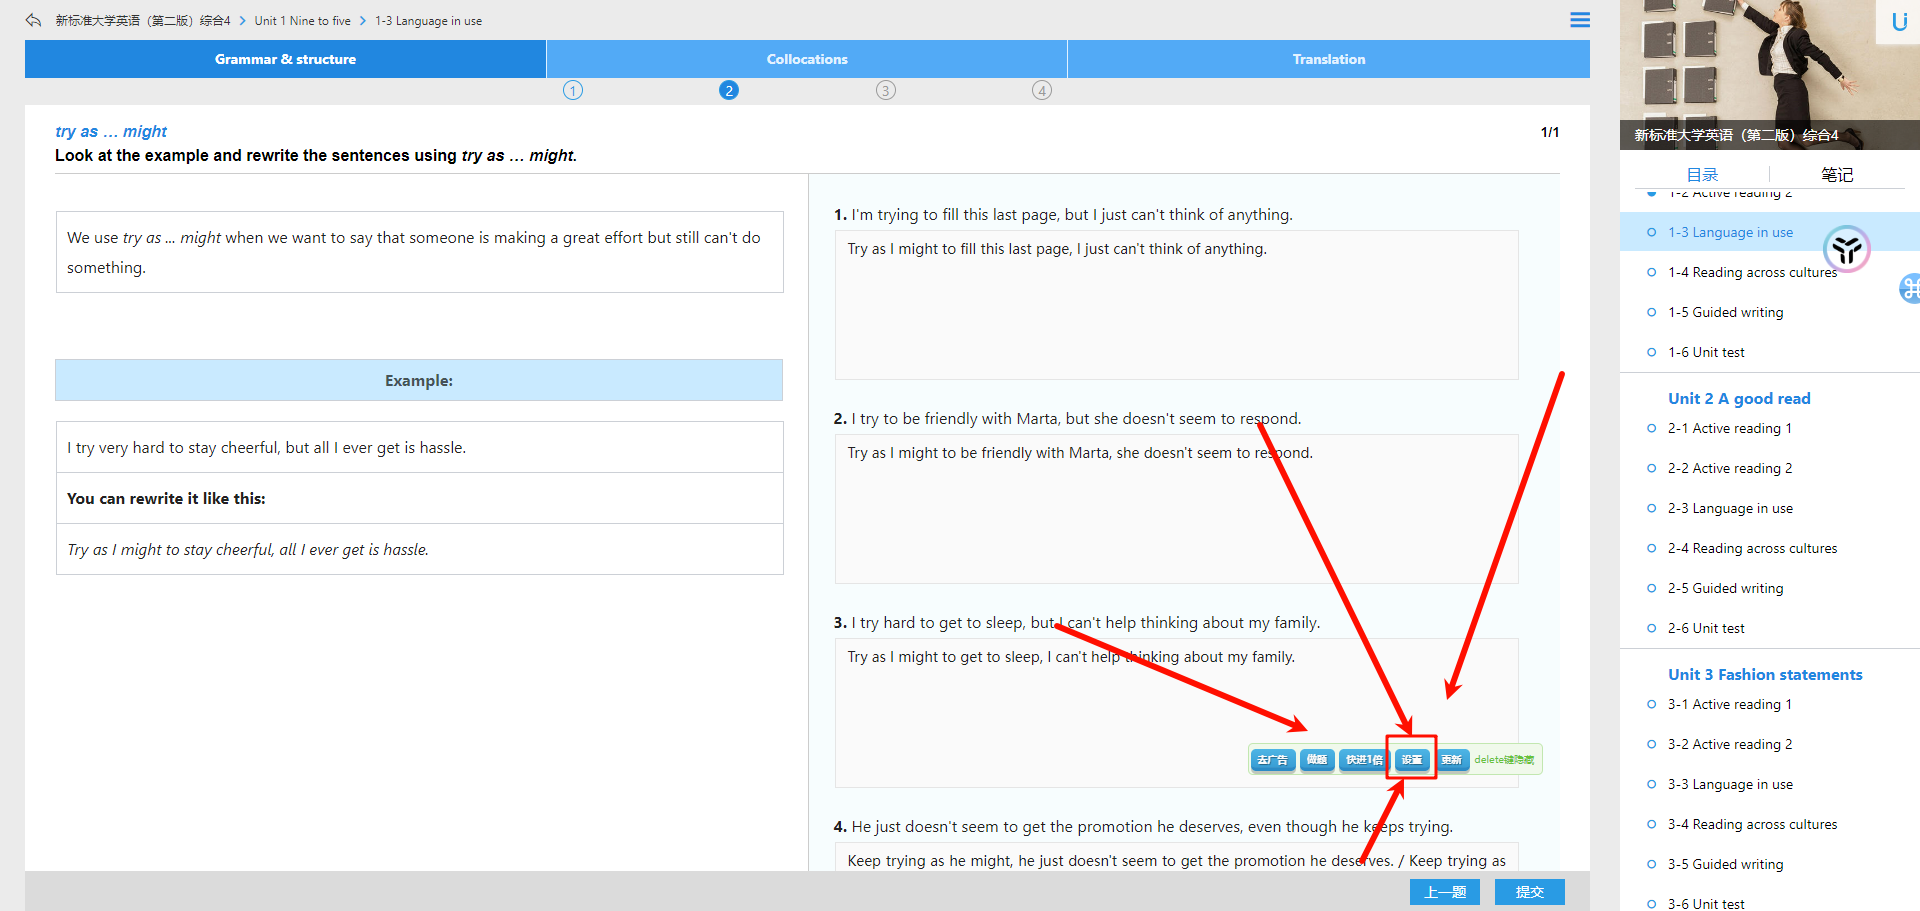 新标准大学英语（第二版）综合4 > Unit 1 Nine to five > 1-3 Language in use
Grammar & structure
Collocations
Translation
1
2
3
4
try as … might
1/1
Look at the example and rewrite the sentences using try as … might.
We use try as ... might when we want to say that someone is making a great effort but still can't do
something.
Example:
I try very hard to stay cheerful, but all I ever get is hassle.
You can rewrite it like this:
Try as I might to stay cheerful, all I ever get is hassle.
1. I'm trying to fill this last page, but I just can't think of anything.
Try as I might to fill this last page, I just can't think of anything.
2. I try to be friendly with Marta, but she doesn't seem to respond.
Try as I might to be friendly with Marta, she doesn't seem to respond.
3. I try hard to get to sleep, but I can't help thinking about my family.
Try as I might to get to sleep, I can't help thinking about my family.
去广告
做题
快进1倍
设置
更新
delete键隐藏
4. He just doesn't seem to get the promotion he deserves, even though he keeps trying.
Keep trying as he might, he just doesn't seem to get the promotion he deserves. / Keep trying as
上一题
提交
U
新标准大学英语（第二版）综合4
目录
笔记
1-2 Active reading 2
1-3 Language in use
1-4 Reading across cultures
1-5 Guided writing
1-6 Unit test
Unit 2 A good read
2-1 Active reading 1
2-2 Active reading 2
2-3 Language in use
2-4 Reading across cultures
2-5 Guided writing
2-6 Unit test
Unit 3 Fashion statements
3-1 Active reading 1
3-2 Active reading 2
3-3 Language in use
3-4 Reading across cultures
3-5 Guided writing
3-6 Unit test